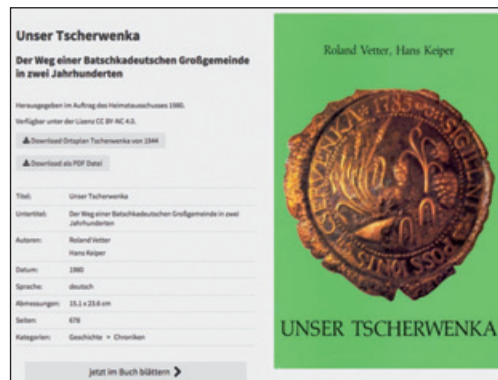 Unser Tscherwenka
Der Weg einer Batschkadeutschen Großgemeinde
in zwei Jahrhunderten
Herausgegeben im Auftrag des Heimatausschusses 1980.
Verfügbar unter der Lizenz CC BY-NC 4.0.
Download Ortsplan Tscherwenka von 1944
Download als PDF Datei
Titel: Unser Tscherwenka
Untertitel: Der Weg einer Batschkadeutschen Großgemeinde in zwei
Jahrhunderten
Autoren: Roland Vetter
Hans Keiper
Datum: 1980
Sprache: deutsch
Abmessungen: 15.1 x 23.6 cm
Seiten: 678
Kategorien: Geschichte > Chroniken
Jetzt im Buch blättern
Roland Vetter, Hans Keiper
1785
UNSER TSCHERWENKA